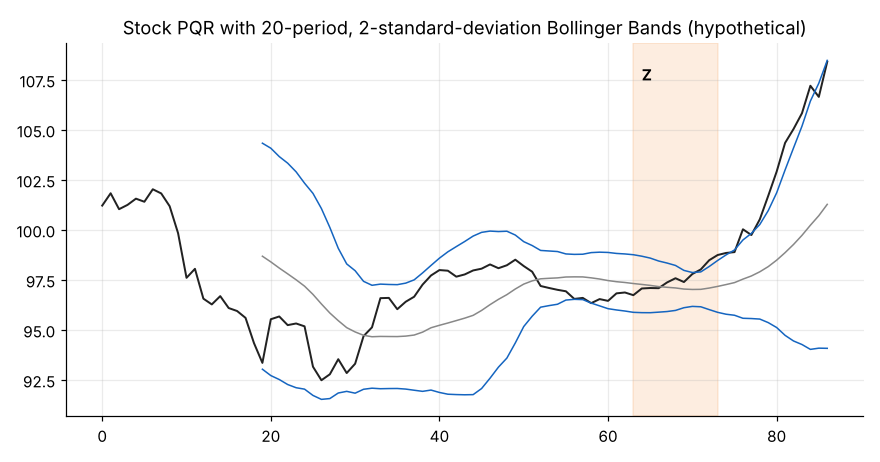 Stock PQR with 20-period, 2-standard-deviation Bollinger Bands (hypothetical)
Z
107.5
105.0
102.5
100.0
97.5
95.0
92.5
0 20 40 60 80